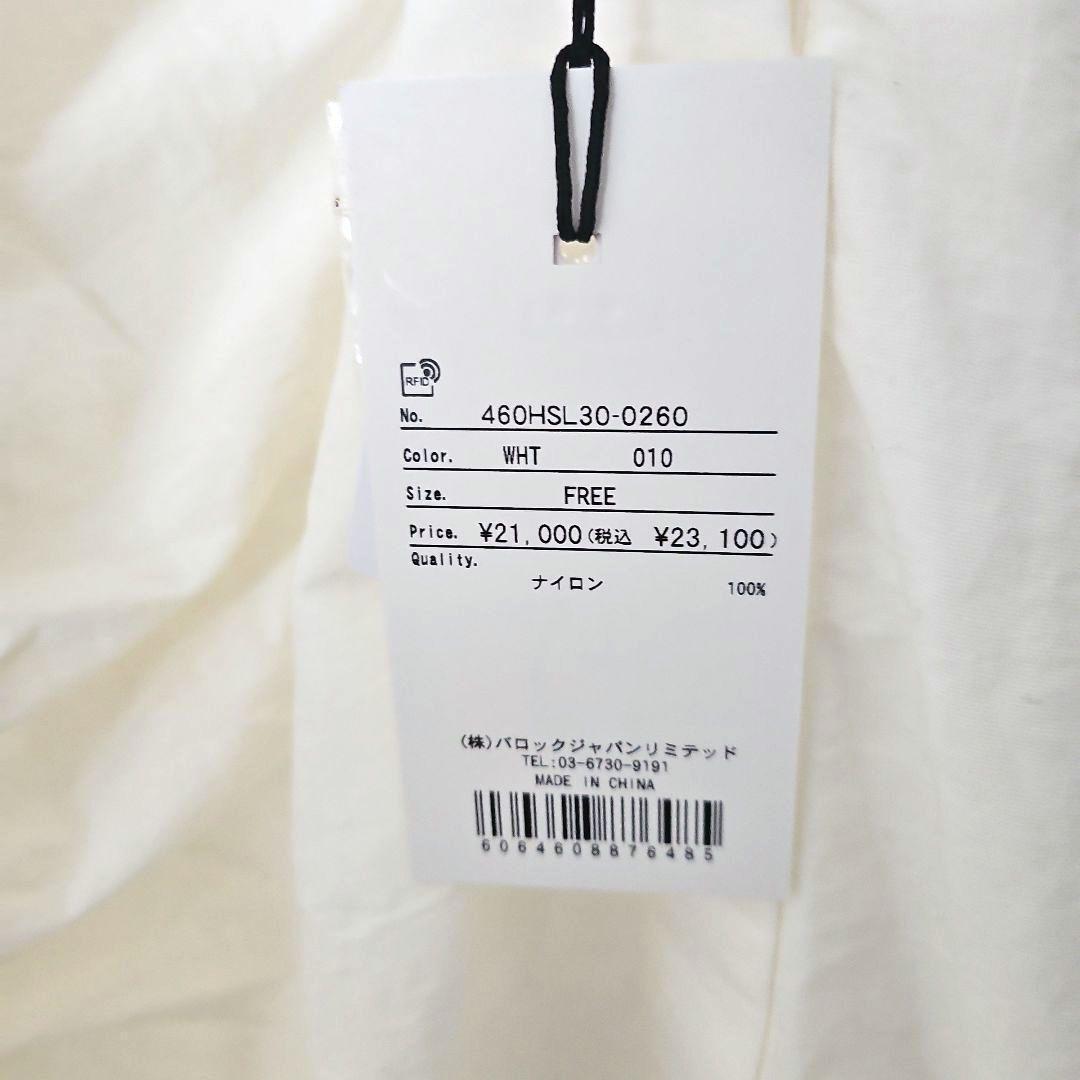 RFID
No. 460HSL30-0260
Color. WHT 010
Size. FREE
Price. ¥21,000(税込 ¥23,100)
Quality.
ナイロン 100%
(株)バロックジャパンリミテッド
TEL:03-6730-9191
MADE IN CHINA
6064608876485